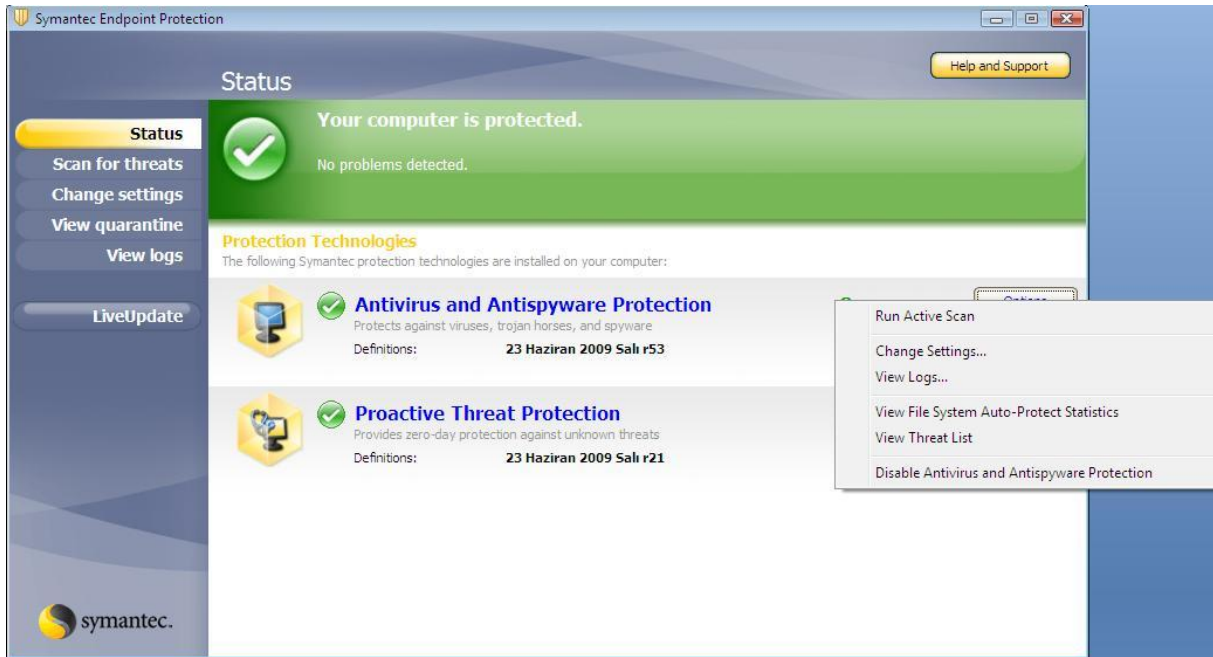 Symantec Endpoint Protection
Status
Help and Support
Status
Scan for threats
Change settings
View quarantine
View logs
LiveUpdate
Your computer is protected.
No problems detected.
Protection Technologies
The following Symantec protection technologies are installed on your computer:
Antivirus and Antispyware Protection
Protects against viruses, trojan horses, and spyware
Definitions: 23 Haziran 2009 Salı r53
Options
Proactive Threat Protection
Provides zero-day protection against unknown threats
Definitions: 23 Haziran 2009 Salı r21
Run Active Scan
Change Settings...
View Logs...
View File System Auto-Protect Statistics
View Threat List
Disable Antivirus and Antispyware Protection
symantec.